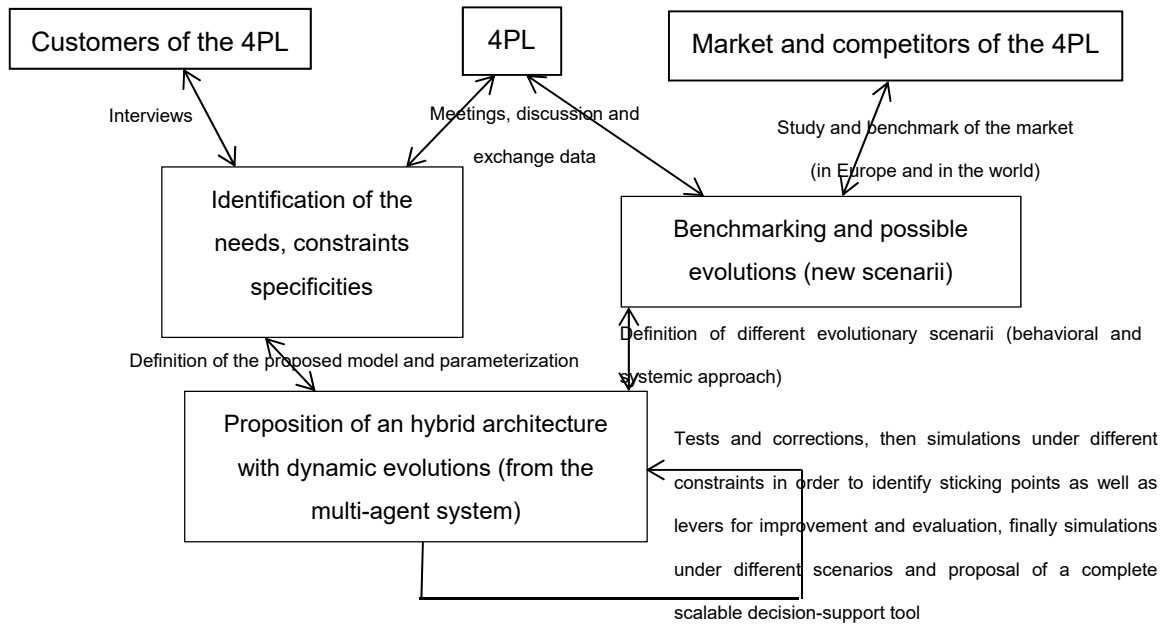 Customers of the 4PL
4PL
Market and competitors of the 4PL
Interviews
Meetings, discussion and
exchange data
Study and benchmark of the market
(in Europe and in the world)
Identification of the
needs, constraints
specificities
Benchmarking and possible
evolutions (new scenarii)
Definition of the proposed model and parameterization
Definition of different evolutionary scenarii (behavioral and
systemic approach)
Proposition of an hybrid architecture
with dynamic evolutions (from the
multi-agent system)
Tests and corrections, then simulations under different
constraints in order to identify sticking points as well as
levers for improvement and evaluation, finally simulations
under different scenarios and proposal of a complete
scalable decision-support tool